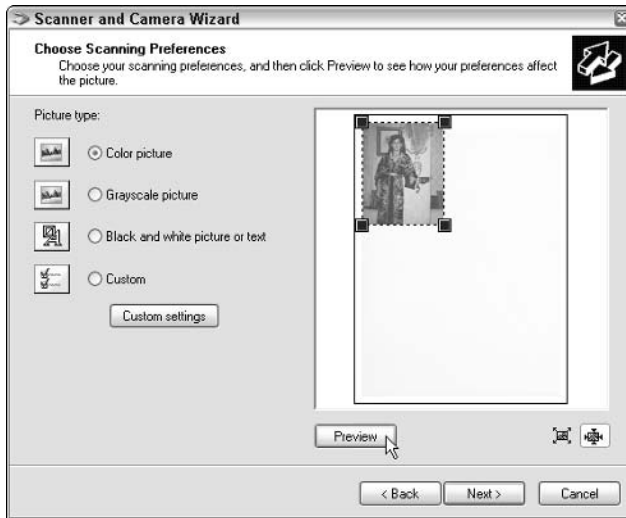 Scanner and Camera Wizard
Choose Scanning Preferences
Choose your scanning preferences, and then click Preview to see how your preferences affect
the picture.
Picture type:
Color picture
Grayscale picture
Black and white picture or text
Custom
Custom settings
Preview
< Back Next > Cancel